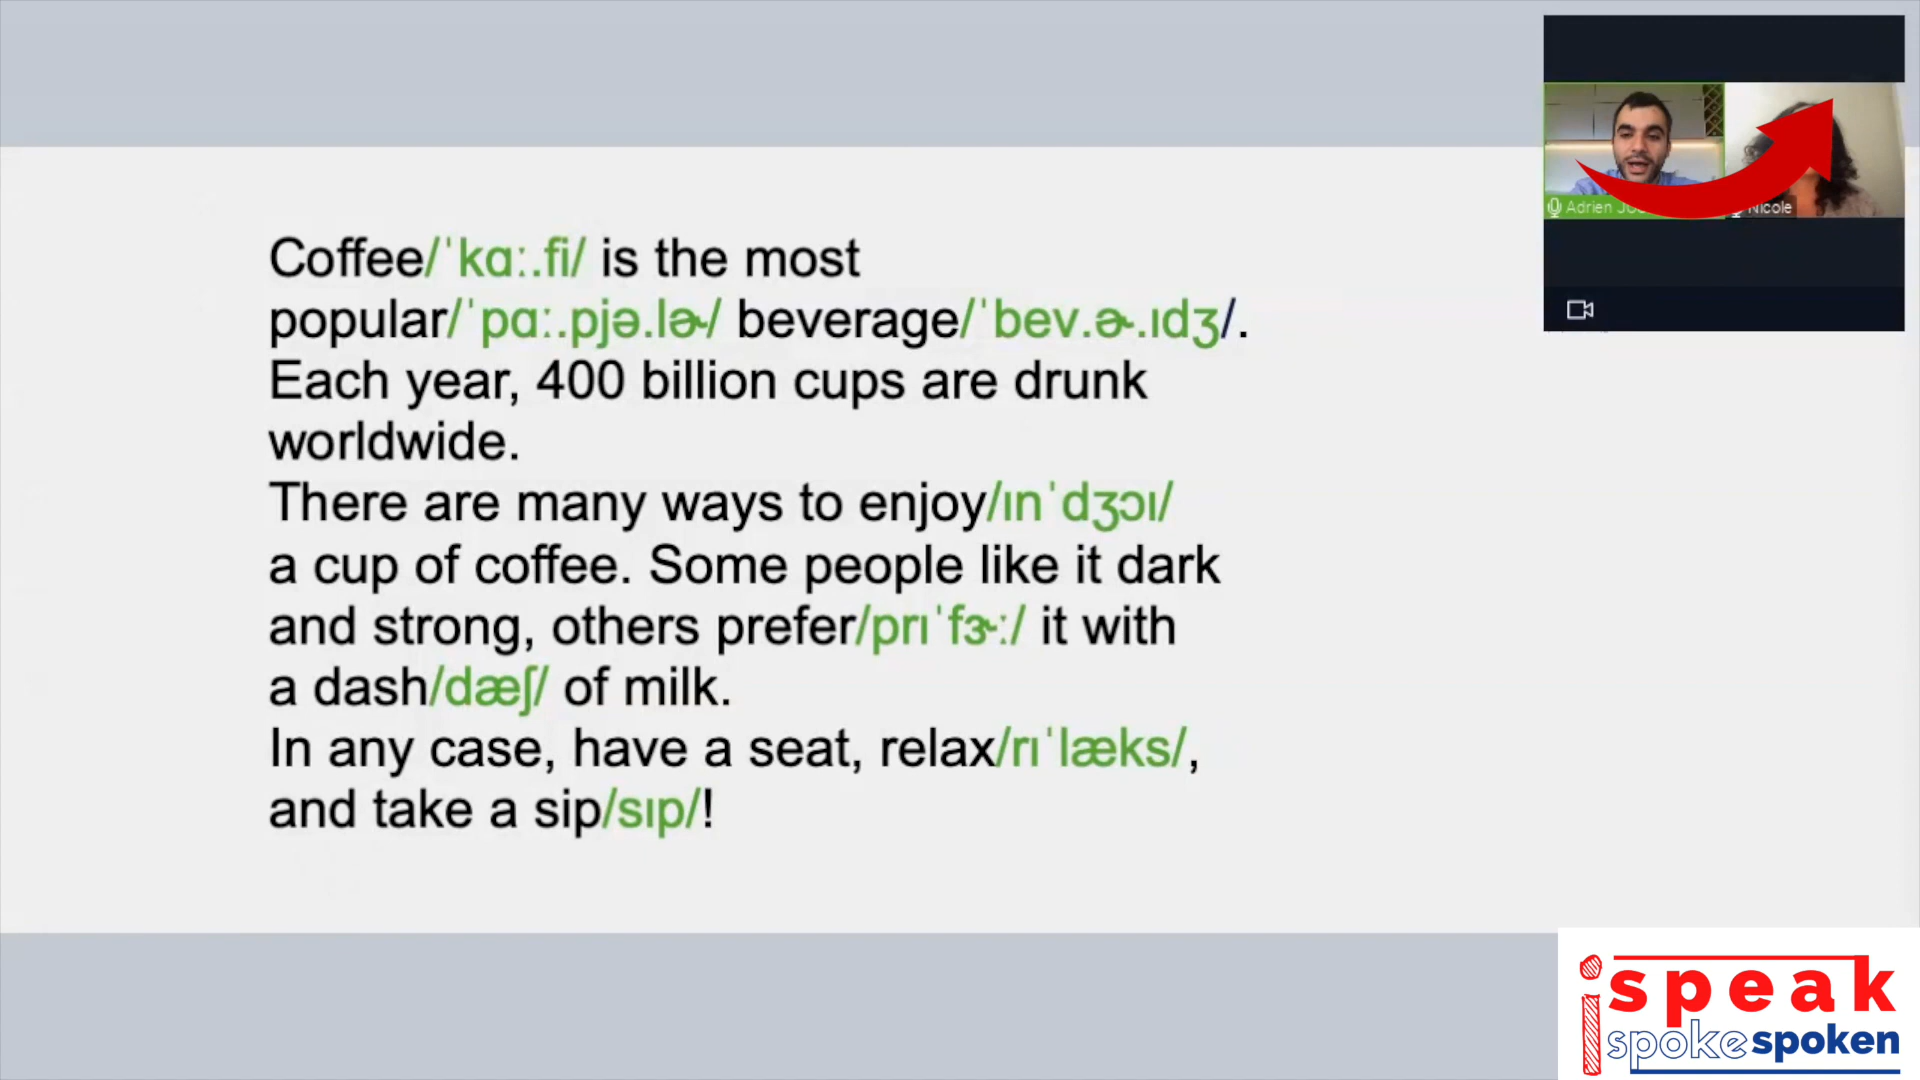 Coffee/ˈkɑː.fi/ is the most
popular/ˈpɑː.pjə.lɚ/ beverage/ˈbev.ɚ.ɪdʒ/.
Each year, 400 billion cups are drunk
worldwide.
There are many ways to enjoy/ɪnˈdʒɔɪ/
a cup of coffee. Some people like it dark
and strong, others prefer/prɪˈfɝː/ it with
a dash/dæʃ/ of milk.
In any case, have a seat, relax/rɪˈlæks/,
and take a sip/sɪp/!
Adrien
Nicole
ispeak
spoke spoken